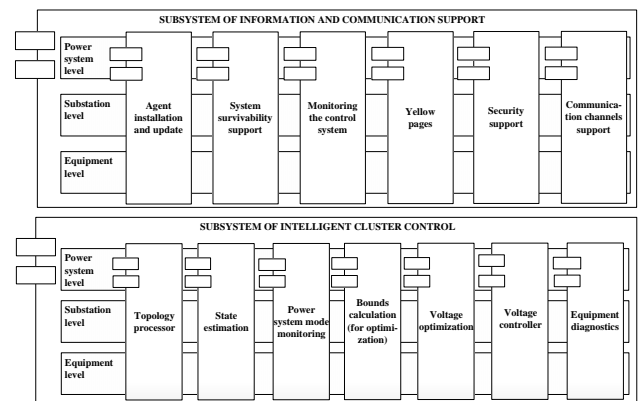 SUBSYSTEM OF INFORMATION AND COMMUNICATION SUPPORT
Power
system
level
Substation
level
Equipment
level
Agent
installation
and update
System
survivability
support
Monitoring
the control
system
Yellow
pages
Security
support
Communica-
tion channels
support
SUBSYSTEM OF INTELLIGENT CLUSTER CONTROL
Power
system
level
Substation
level
Equipment
level
Topology
processor
State
estimation
Power
system mode
monitoring
Bounds
calculation
(for optimi-
zation)
Voltage
optimization
Voltage
controller
Equipment
diagnostics